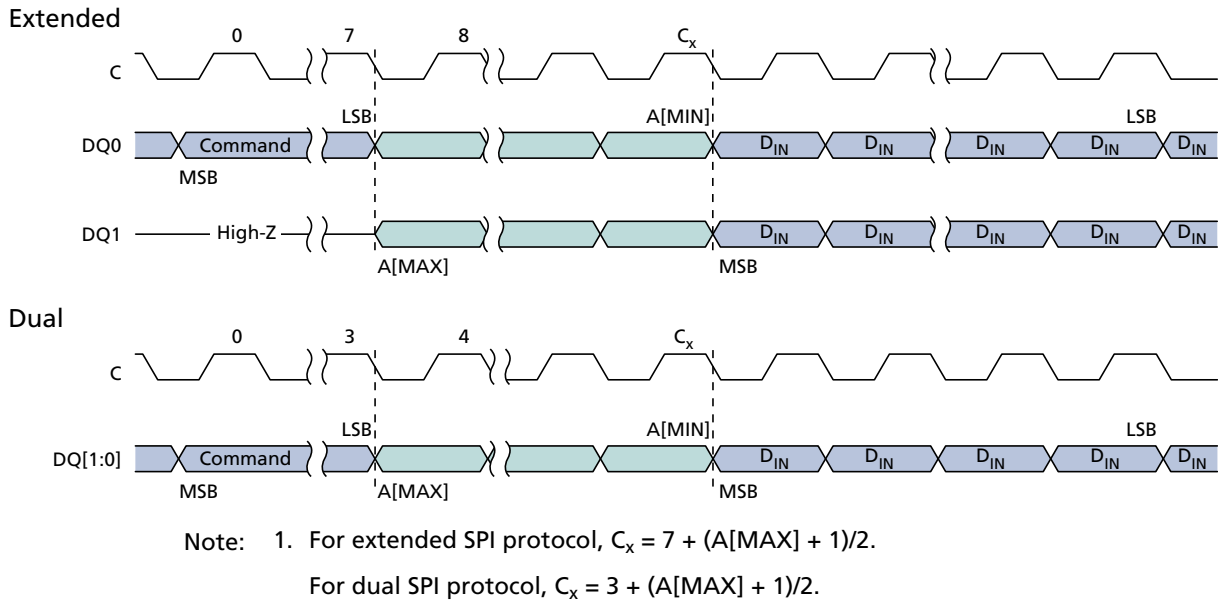 Extended
0 7 8 Cx
C
LSB A[MIN] LSB
DQ0 Command DIN DIN DIN DIN DIN
MSB
DQ1 High-Z DIN DIN DIN DIN DIN
A[MAX] MSB
Dual
0 3 4 Cx
C
LSB A[MIN] LSB
DQ[1:0] Command DIN DIN DIN DIN DIN
MSB A[MAX] MSB
Note: 1. For extended SPI protocol, Cx = 7 + (A[MAX] + 1)/2.
For dual SPI protocol, Cx = 3 + (A[MAX] + 1)/2.